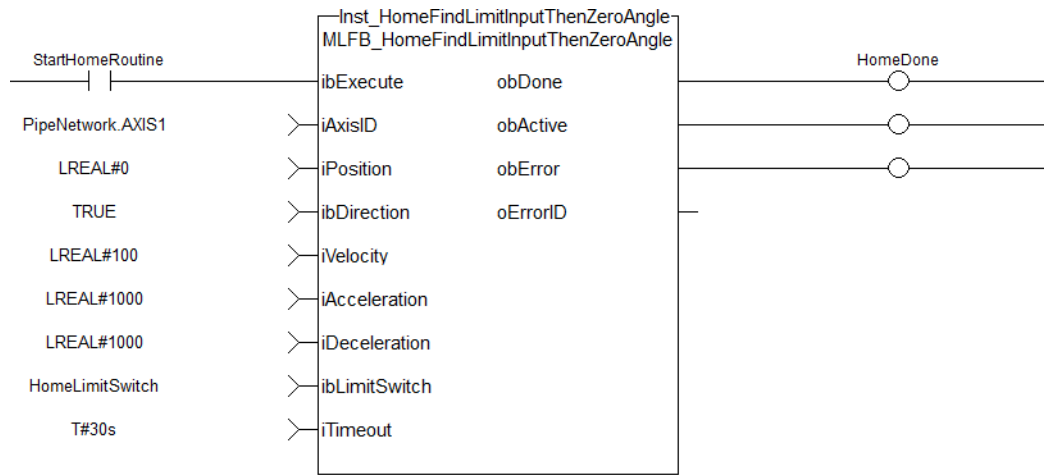 Inst_HomeFindLimitInputThenZeroAngle
MLFB_HomeFindLimitInputThenZeroAngle
StartHomeRoutine
HomeDone
ibExecute obDone
PipeNetwork.AXIS1 iAxisID obActive
LREAL#0 iPosition obError
TRUE ibDirection oErrorID
LREAL#100 iVelocity
LREAL#1000 iAcceleration
LREAL#1000 iDeceleration
HomeLimitSwitch ibLimitSwitch
T#30s iTimeout